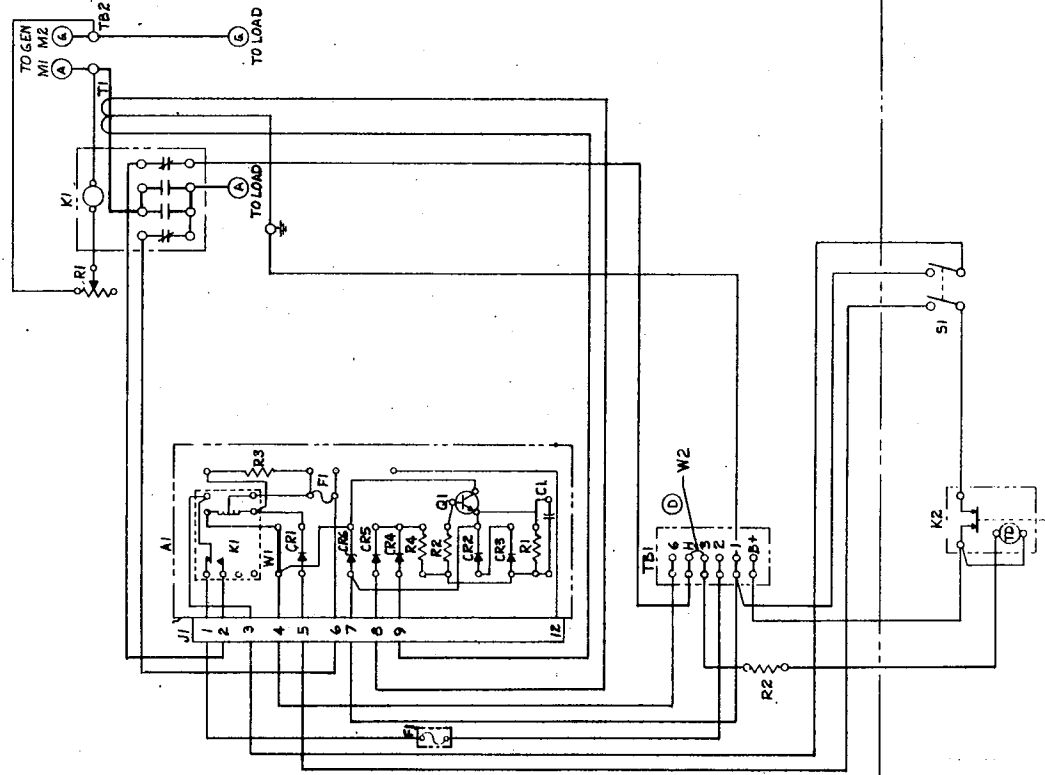 TO GEN
M2
G
TB2
G
TO LOAD
M1
A
T1
K1
A
TO LOAD
R1
A1
R3
F1
K1
W1
CR1
Q1
C1
CR6
CR5
CR4
R4
R2
CR2
CR3
R1
J1
1
2
3
4
5
6
7
8
9
12
F1
D
W2
TB1
6
H
3
2
1
B+
R2
S1
K2
TD